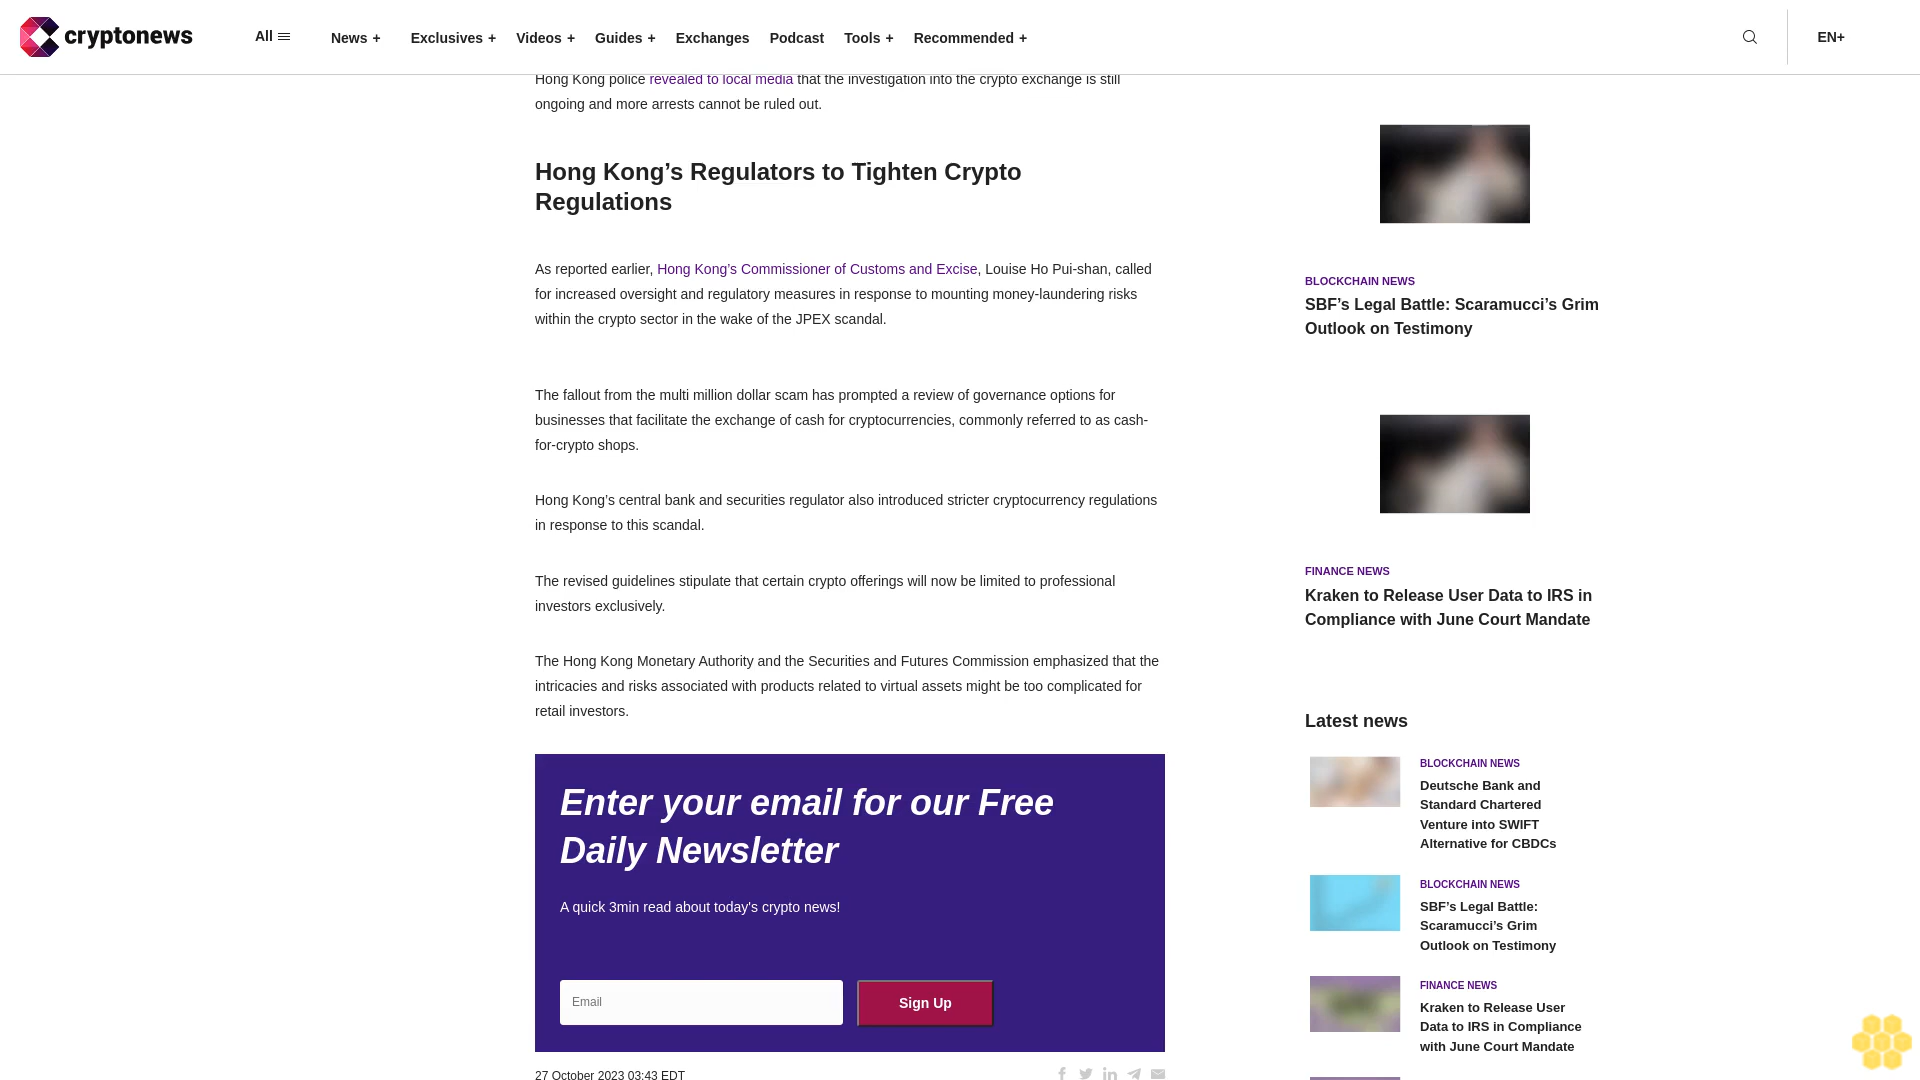 cryptonews
All
News +
Exclusives +
Videos +
Guides +
Exchanges
Podcast
Tools +
Recommended +
EN+
Hong Kong police revealed to local media that the investigation into the crypto exchange is still
ongoing and more arrests cannot be ruled out.
Hong Kong’s Regulators to Tighten Crypto
Regulations
As reported earlier, Hong Kong’s Commissioner of Customs and Excise, Louise Ho Pui-shan, called
for increased oversight and regulatory measures in response to mounting money-laundering risks
within the crypto sector in the wake of the JPEX scandal.
The fallout from the multi million dollar scam has prompted a review of governance options for
businesses that facilitate the exchange of cash for cryptocurrencies, commonly referred to as cash-
for-crypto shops.
Hong Kong’s central bank and securities regulator also introduced stricter cryptocurrency regulations
in response to this scandal.
The revised guidelines stipulate that certain crypto offerings will now be limited to professional
investors exclusively.
The Hong Kong Monetary Authority and the Securities and Futures Commission emphasized that the
intricacies and risks associated with products related to virtual assets might be too complicated for
retail investors.
Enter your email for our Free
Daily Newsletter
A quick 3min read about today's crypto news!
Email
Sign Up
27 October 2023 03:43 EDT
BLOCKCHAIN NEWS
SBF’s Legal Battle: Scaramucci’s Grim
Outlook on Testimony
FINANCE NEWS
Kraken to Release User Data to IRS in
Compliance with June Court Mandate
Latest news
BLOCKCHAIN NEWS
Deutsche Bank and
Standard Chartered
Venture into SWIFT
Alternative for CBDCs
BLOCKCHAIN NEWS
SBF’s Legal Battle:
Scaramucci’s Grim
Outlook on Testimony
FINANCE NEWS
Kraken to Release User
Data to IRS in Compliance
with June Court Mandate